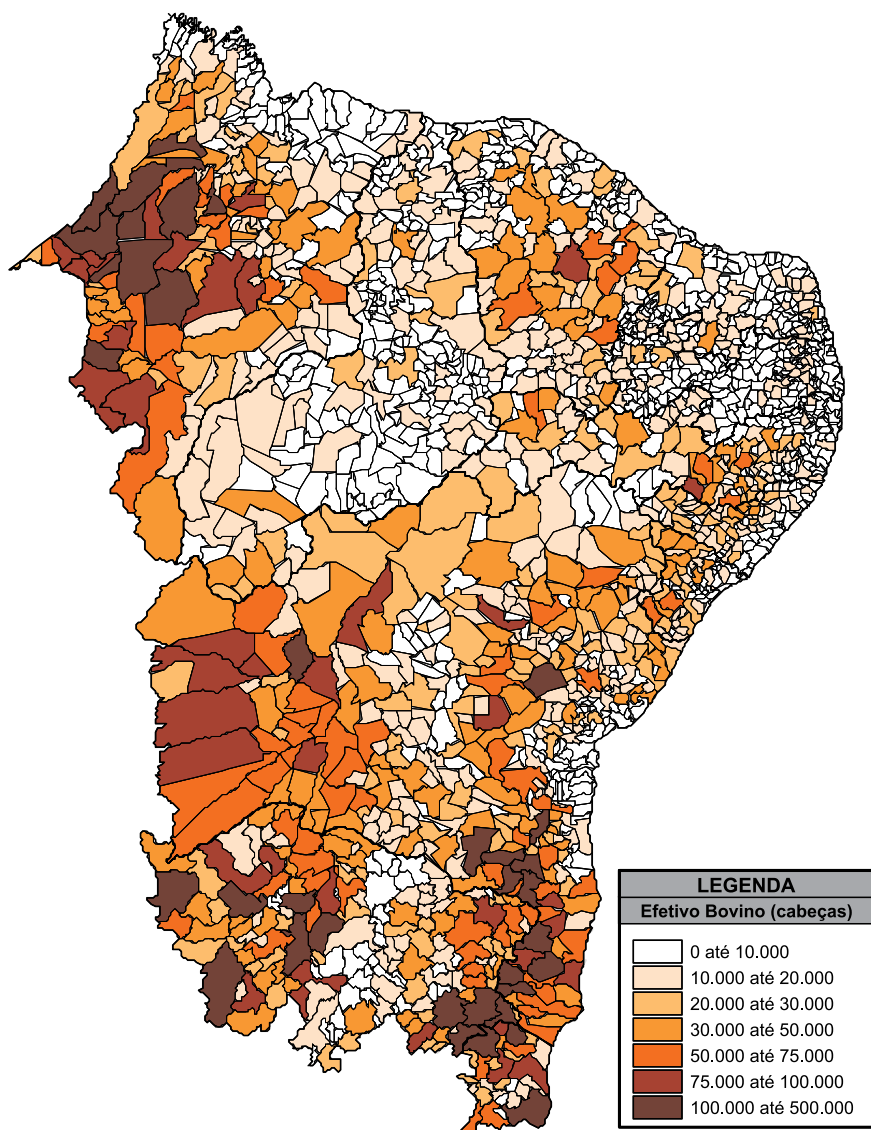 LEGENDA
Efetivo Bovino (cabeças)
0 até 10.000
10.000 até 20.000
20.000 até 30.000
30.000 até 50.000
50.000 até 75.000
75.000 até 100.000
100.000 até 500.000